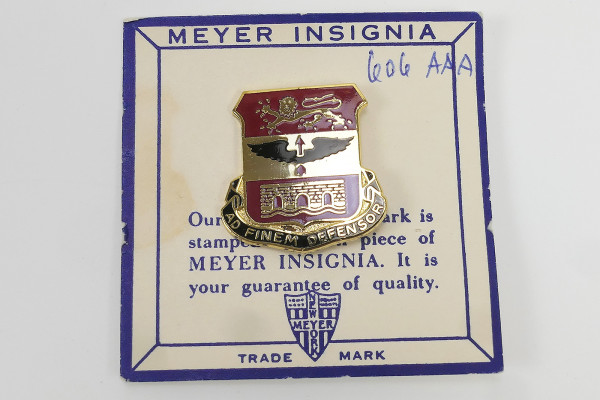 MEYER INSIGNIA
606 AAA
AD FINEM DEFENSOR
Our ark is
stamped piece of
MEYER INSIGNIA. It is
your guarantee of quality.
NEW YORK
MEYER
TRADE MARK